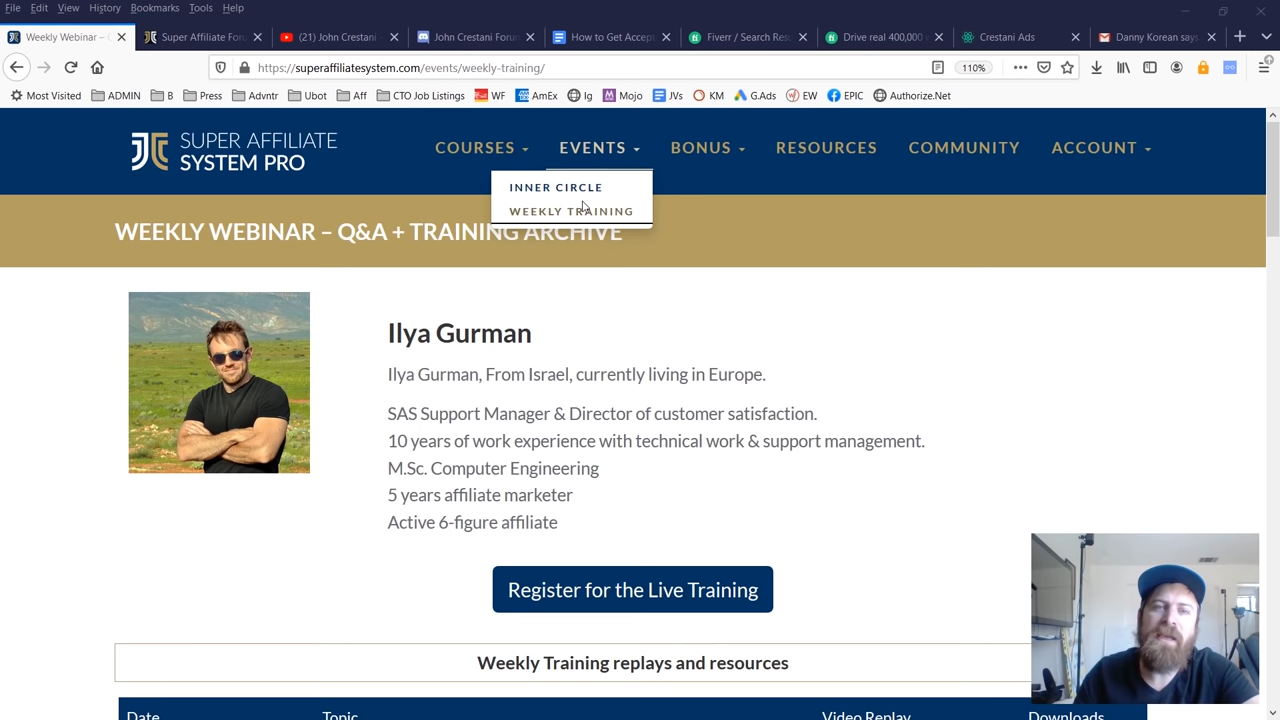 File Edit View History Bookmarks Tools Help
Weekly Webinar – Q&A
Super Affiliate Foru
(21) John Crestani
John Crestani Forum
How to Get Accept
Fiverr / Search Res
Drive real 400,000 v
Crestani Ads
Danny Korean says
https://superaffiliatesystem.com/events/weekly-training/
110%
Most Visited ADMIN B Press Advntr Ubot Aff CTO Job Listings WF AmEx Ig Mojo JVs KM G.Ads EW EPIC Authorize.Net
SUPER AFFILIATE
SYSTEM PRO
COURSES EVENTS BONUS RESOURCES COMMUNITY ACCOUNT
INNER CIRCLE
WEEKLY TRAINING
WEEKLY WEBINAR – Q&A + TRAINING ARCHIVE
Ilya Gurman
Ilya Gurman, From Israel, currently living in Europe.
SAS Support Manager & Director of customer satisfaction.
10 years of work experience with technical work & support management.
M.Sc. Computer Engineering
5 years affiliate marketer
Active 6-figure affiliate
Register for the Live Training
Weekly Training replays and resources
Date Topic Video Replay Downloads